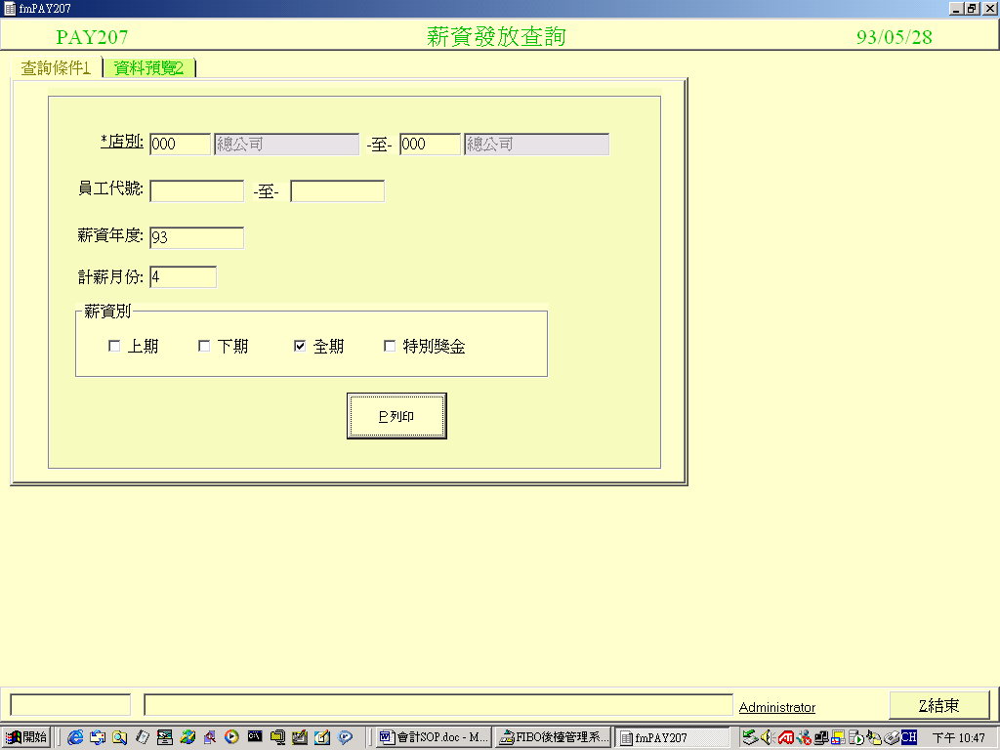 fmPAY207
PAY207 薪資發放查詢 93/05/28
查詢條件1 資料預覽2
*店別: 000 總公司 -至- 000 總公司
員工代號: -至-
薪資年度: 93
計薪月份: 4
薪資別
上期 下期 全期 特別獎金
P列印
Administrator Z結束
開始 會計SOP.doc - M... FIBO後檯管理系... fmPAY207 CH 下午 10:47